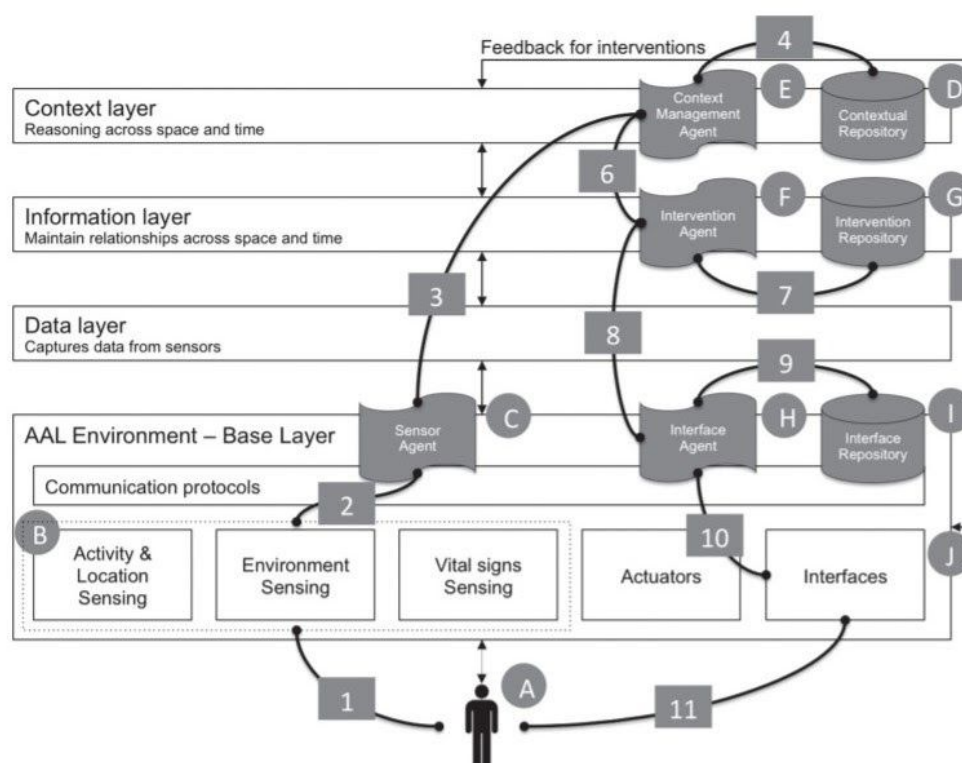 Feedback for interventions
4
Context layer
Reasoning across space and time
Context
Management
Agent
E
Contextual
Repository
D
6
Information layer
Maintain relationships across space and time
Intervention
Agent
F
Intervention
Repository
G
3
7
8
Data layer
Captures data from sensors
9
AAL Environment – Base Layer
Sensor
Agent
C
Interface
Agent
H
Interface
Repository
I
Communication protocols
2
B
10
J
Activity &
Location
Sensing
Environment
Sensing
Vital signs
Sensing
Actuators
Interfaces
1
A
11